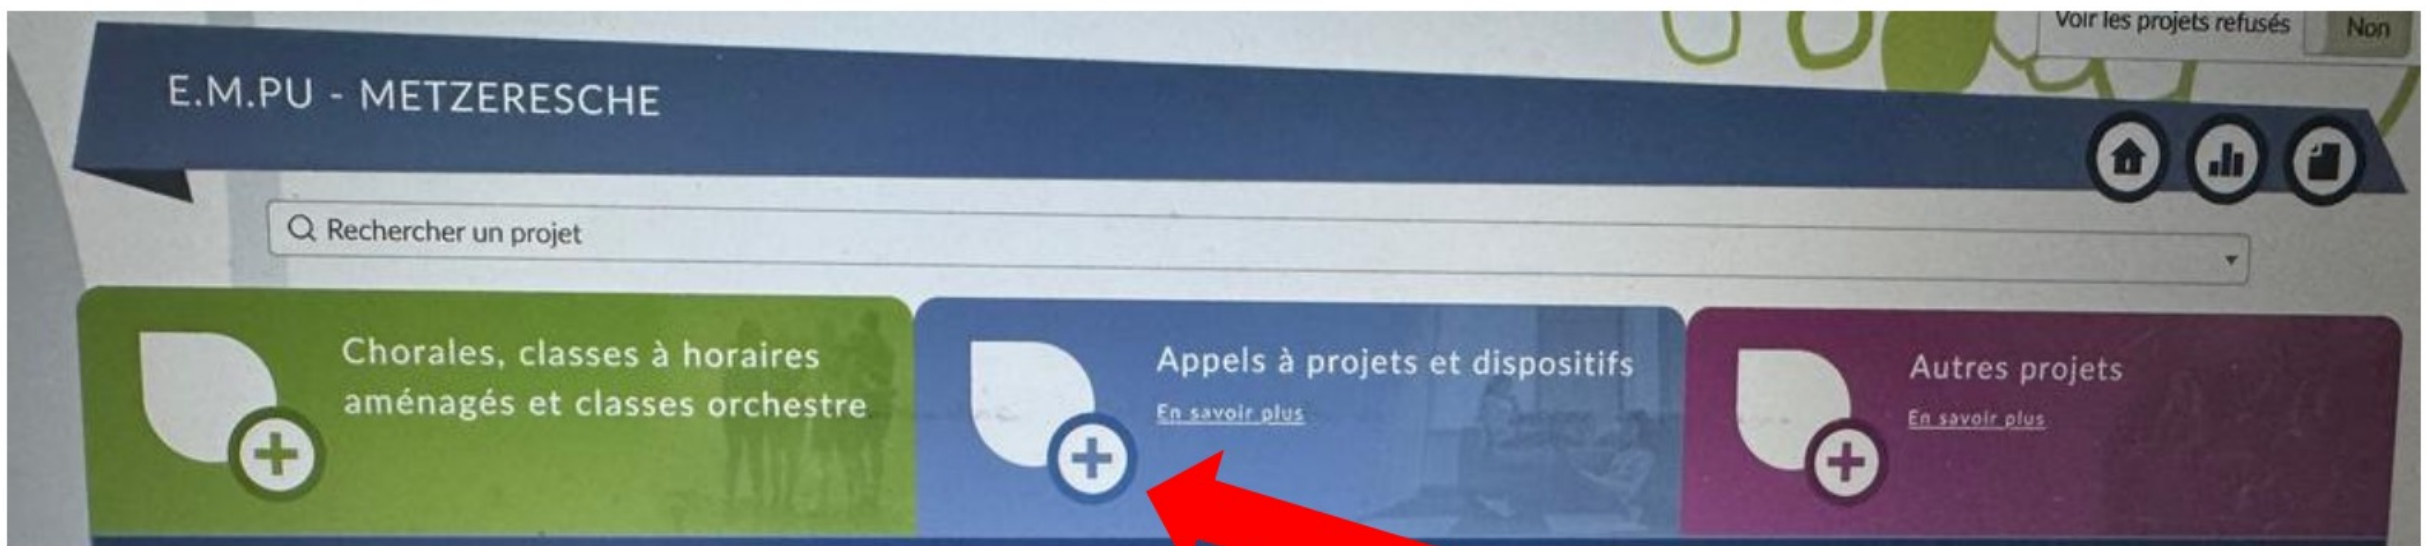 Voir les projets refusés Non
E.M.PU - METZERESCHE
Rechercher un projet
Chorales, classes à horaires
aménagés et classes orchestre
Appels à projets et dispositifs
En savoir plus
Autres projets
En savoir plus